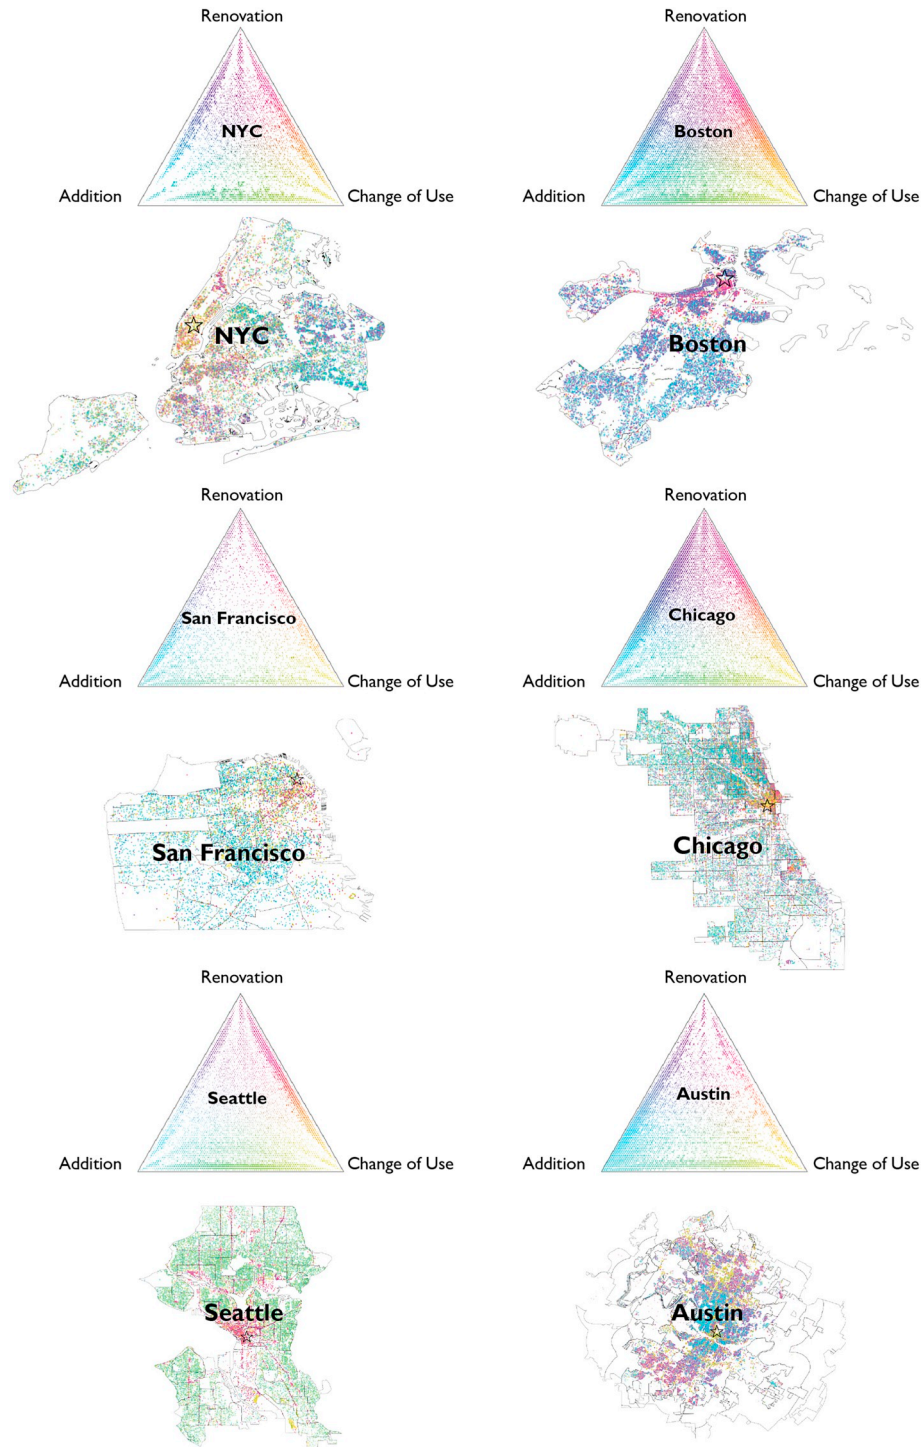 Renovation Renovation
NYC Boston
Addition Change of Use Addition Change of Use
NYC Boston
Renovation Renovation
San Francisco Chicago
Addition Change of Use Addition Change of Use
San Francisco Chicago
Renovation Renovation
Seattle Austin
Addition Change of Use Addition Change of Use
Seattle Austin